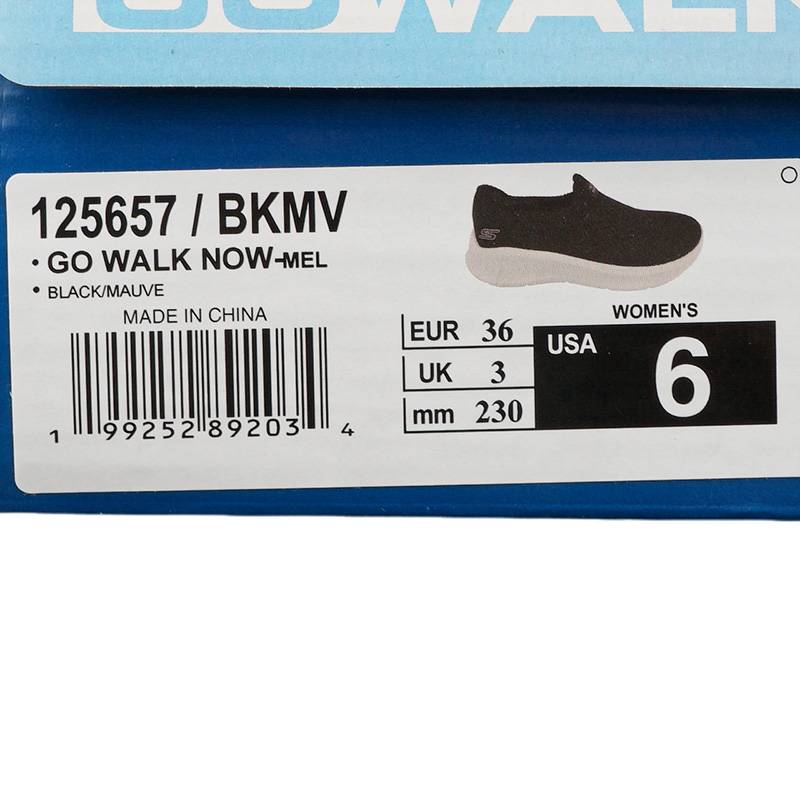 GOWALK
125657 / BKMV
• GO WALK NOW-MEL
• BLACK/MAUVE
MADE IN CHINA
1 99252 89203 4
WOMEN'S
EUR 36
UK 3
mm 230
USA 6